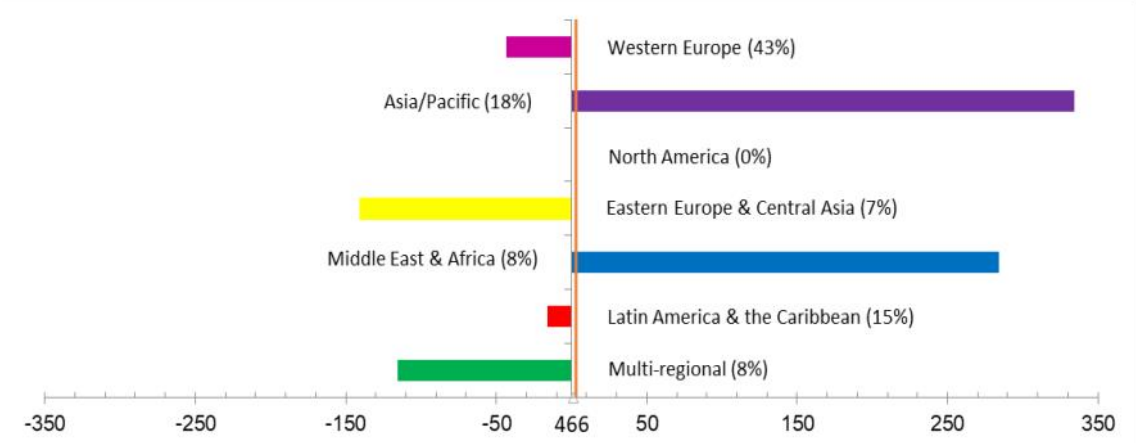 Western Europe (43%)
Asia/Pacific (18%)
North America (0%)
Eastern Europe & Central Asia (7%)
Middle East & Africa (8%)
Latin America & the Caribbean (15%)
Multi-regional (8%)
-350 -250 -150 -50 466 50 150 250 350